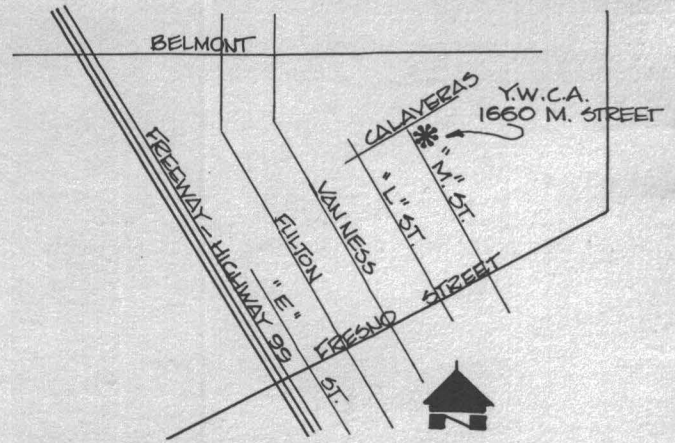 BELMONT
CALAVERAS
Y.W.C.A.
1660 M. STREET
FREEWAY - HIGHWAY 99
FULTON
VAN NESS
"L" ST.
"M." ST.
"E" ST.
FRESNO STREET
N